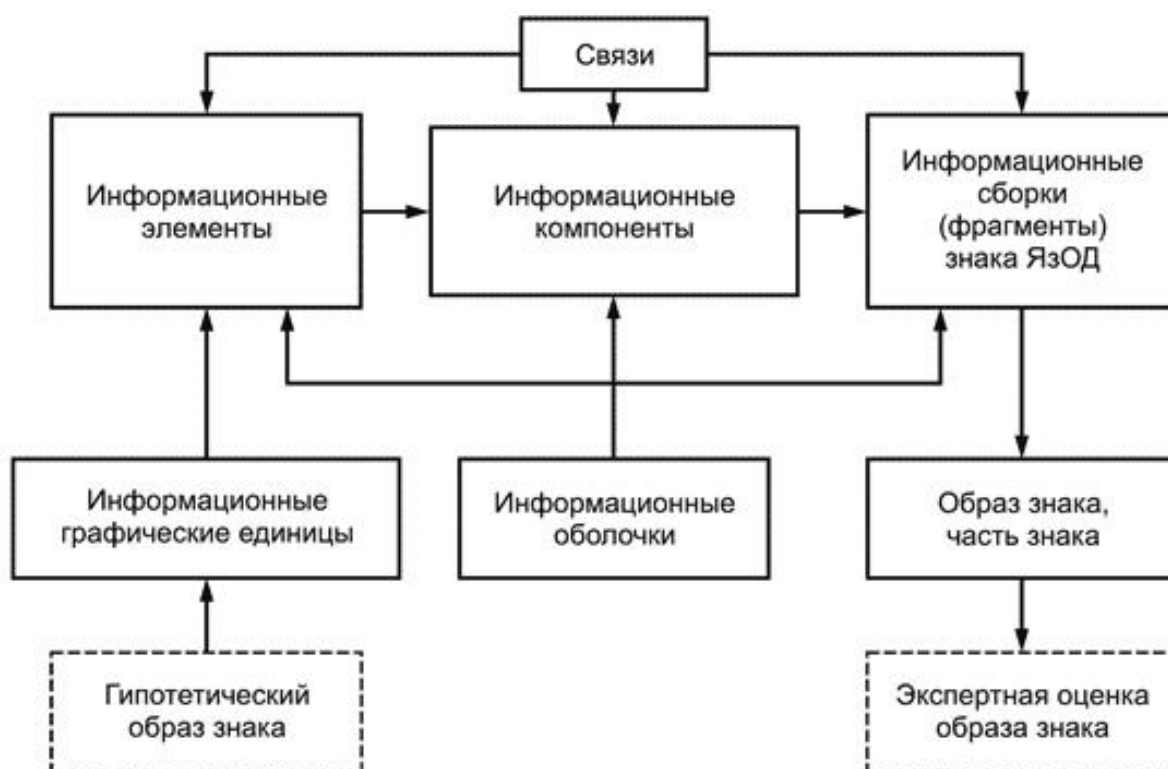 Связи
Информационные
элементы
Информационные
компоненты
Информационные
сборки
(фрагменты)
знака ЯзОД
Информационные
графические единицы
Информационные
оболочки
Образ знака,
часть знака
Гипотетический
образ знака
Экспертная оценка
образа знака